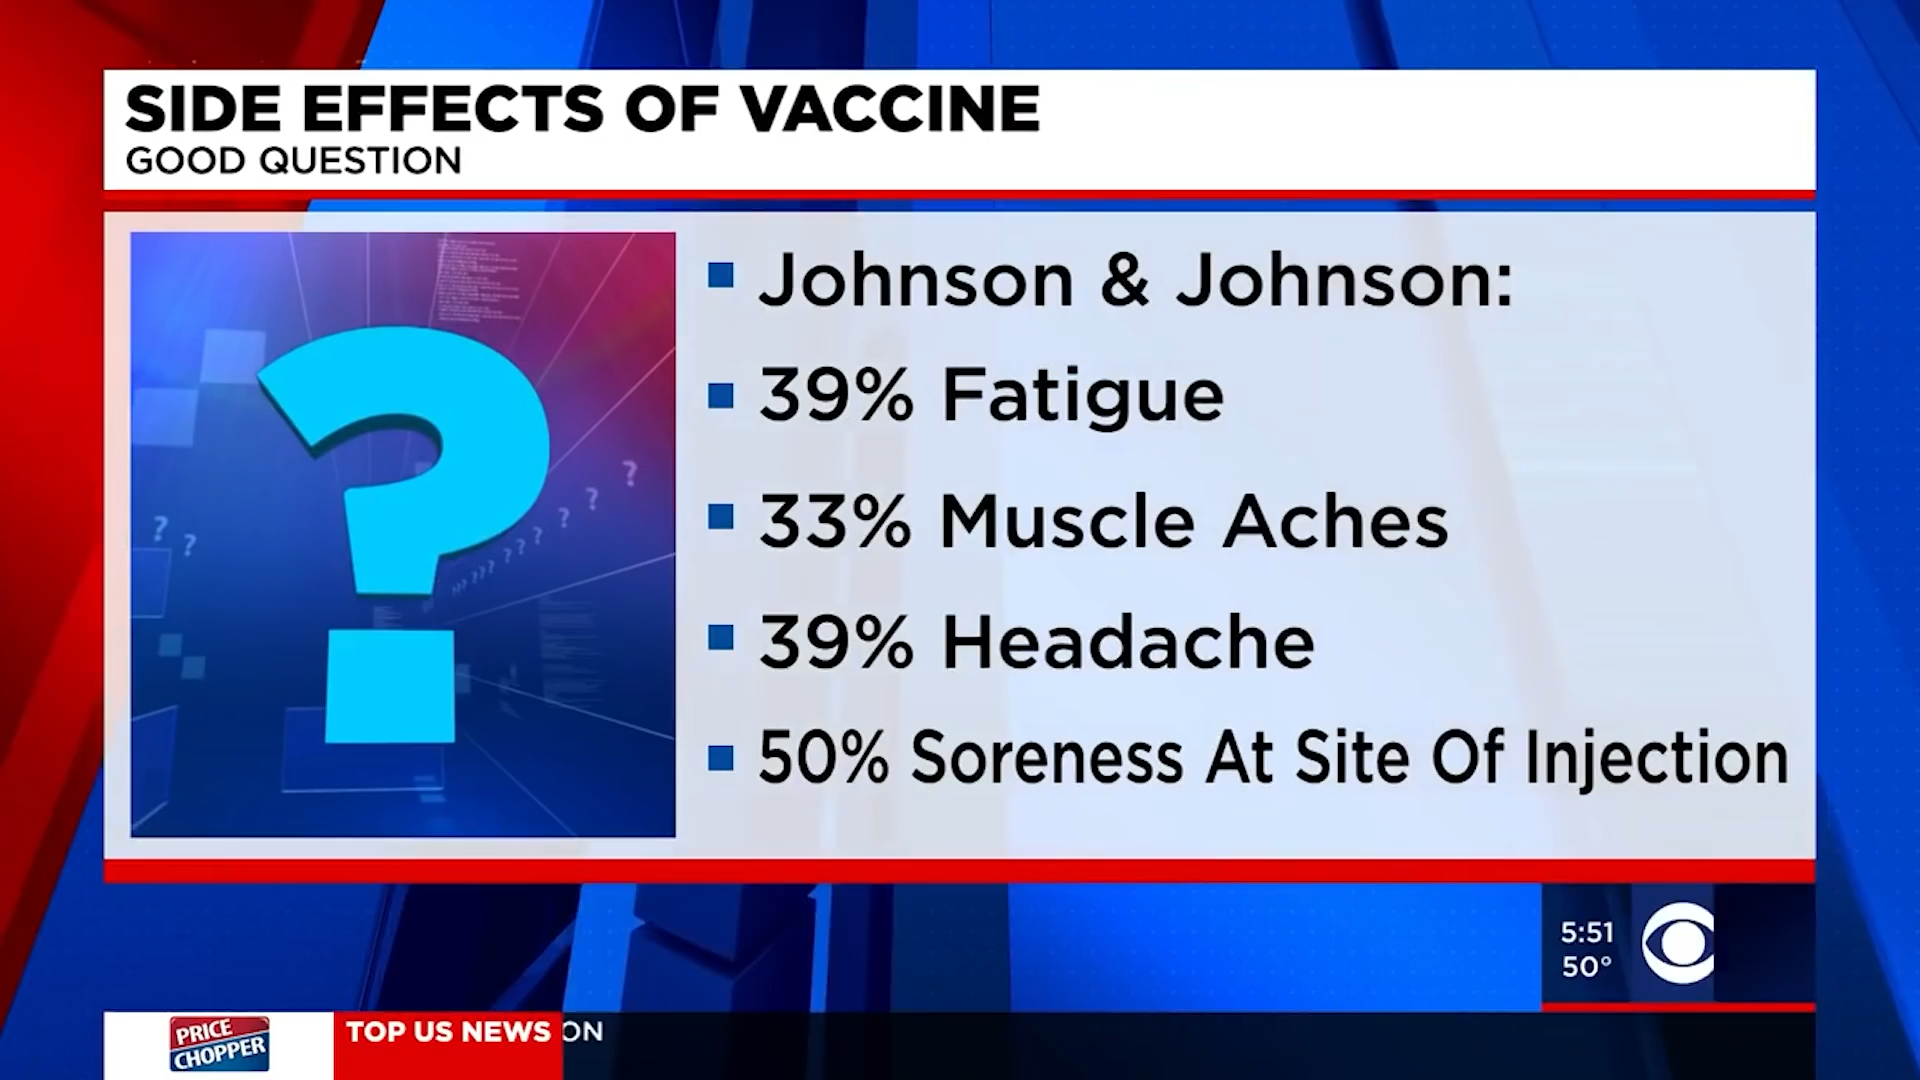 SIDE EFFECTS OF VACCINE
GOOD QUESTION
Johnson & Johnson:
39% Fatigue
33% Muscle Aches
39% Headache
50% Soreness At Site Of Injection
5:51
50°
PRICE
CHOPPER
TOP US NEWS ON